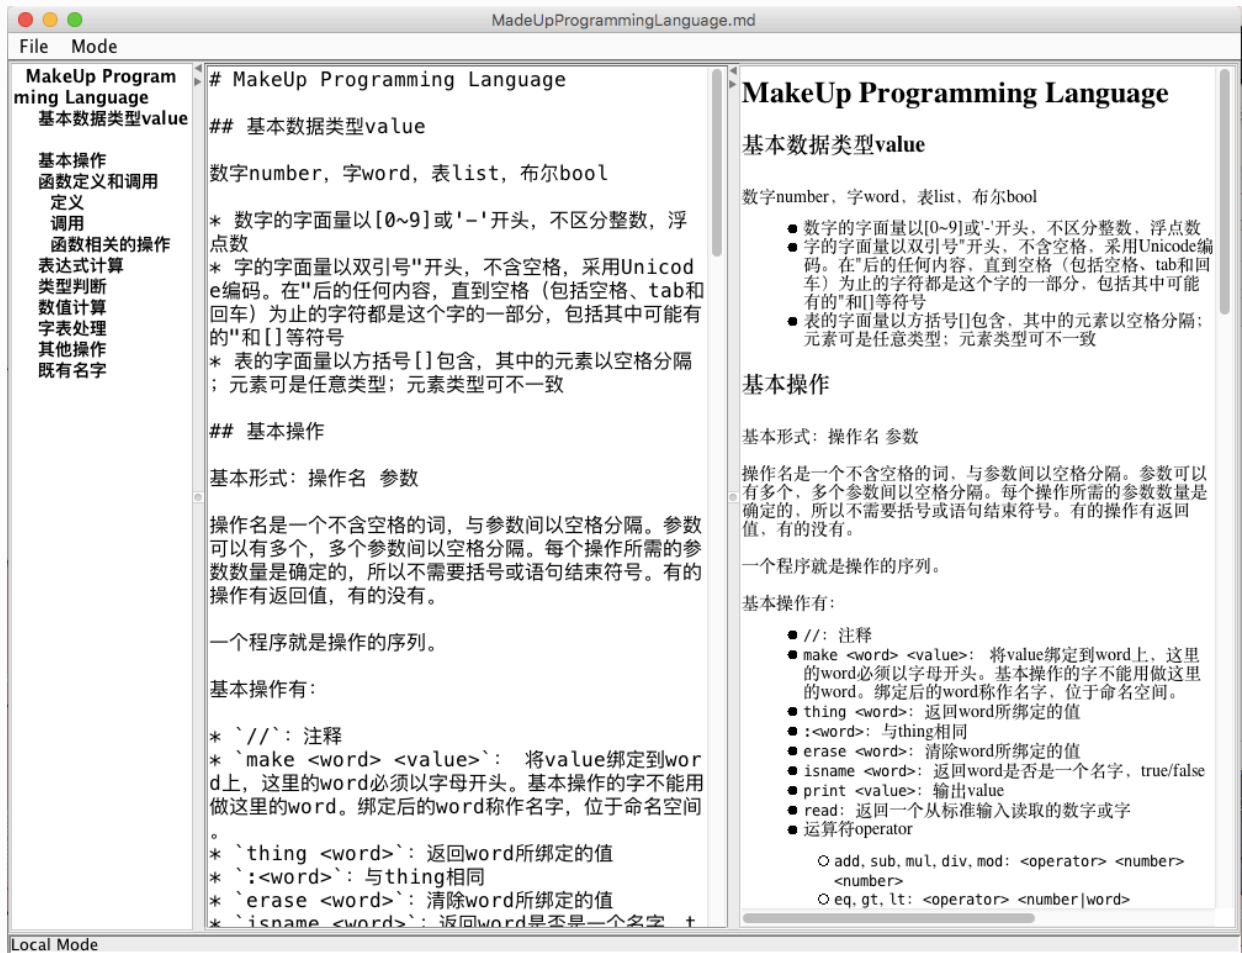 MadeUpProgrammingLanguage.md
File Mode
MakeUp Program
ming Language
基本数据类型value
基本操作
函数定义和调用
定义
调用
函数相关的操作
表达式计算
类型判断
数值计算
字表处理
其他操作
既有名字
# MakeUp Programming Language
## 基本数据类型value
数字number，字word，表list，布尔bool
* 数字的字面量以[0~9]或'-'开头，不区分整数，浮
点数
* 字的字面量以双引号"开头，不含空格，采用Unicod
e编码。在"后的任何内容，直到空格（包括空格、tab和
回车）为止的字符都是这个字的一部分，包括其中可能有
的"和[]等符号
* 表的字面量以方括号[]包含，其中的元素以空格分隔
；元素可是任意类型；元素类型可不一致
## 基本操作
基本形式：操作名 参数
操作名是一个不含空格的词，与参数间以空格分隔。参数
可以有多个，多个参数间以空格分隔。每个操作所需的参
数数量是确定的，所以不需要括号或语句结束符号。有的
操作有返回值，有的没有。
一个程序就是操作的序列。
基本操作有：
* `//`：注释
* `make <word> <value>`： 将value绑定到wor
d上，这里的word必须以字母开头。基本操作的字不能用
做这里的word。绑定后的word称作名字，位于命名空间
。
* `thing <word>`：返回word所绑定的值
* `:<word>`：与thing相同
* `erase <word>`：清除word所绑定的值
* `isname <word>`：返回word是否是一个名字，t
MakeUp Programming Language
基本数据类型value
数字number，字word，表list，布尔bool
● 数字的字面量以[0~9]或'-'开头，不区分整数，浮点数
● 字的字面量以双引号"开头，不含空格，采用Unicode编
码。在"后的任何内容，直到空格（包括空格、tab和回
车）为止的字符都是这个字的一部分，包括其中可能
有的"和[]等符号
● 表的字面量以方括号[]包含，其中的元素以空格分隔；
元素可是任意类型；元素类型可不一致
基本操作
基本形式：操作名 参数
操作名是一个不含空格的词，与参数间以空格分隔。参数可以
有多个，多个参数间以空格分隔。每个操作所需的参数数量是
确定的，所以不需要括号或语句结束符号。有的操作有返回
值，有的没有。
一个程序就是操作的序列。
基本操作有：
● //：注释
● make <word> <value>： 将value绑定到word上，这里
的word必须以字母开头。基本操作的字不能用做这里
的word。绑定后的word称作名字，位于命名空间。
● thing <word>：返回word所绑定的值
● :<word>：与thing相同
● erase <word>：清除word所绑定的值
● isname <word>：返回word是否是一个名字，true/false
● print <value>：输出value
● read：返回一个从标准输入读取的数字或字
● 运算符operator
○ add, sub, mul, div, mod：<operator> <number>
<number>
○ eq, gt, lt：<operator> <number|word>
Local Mode